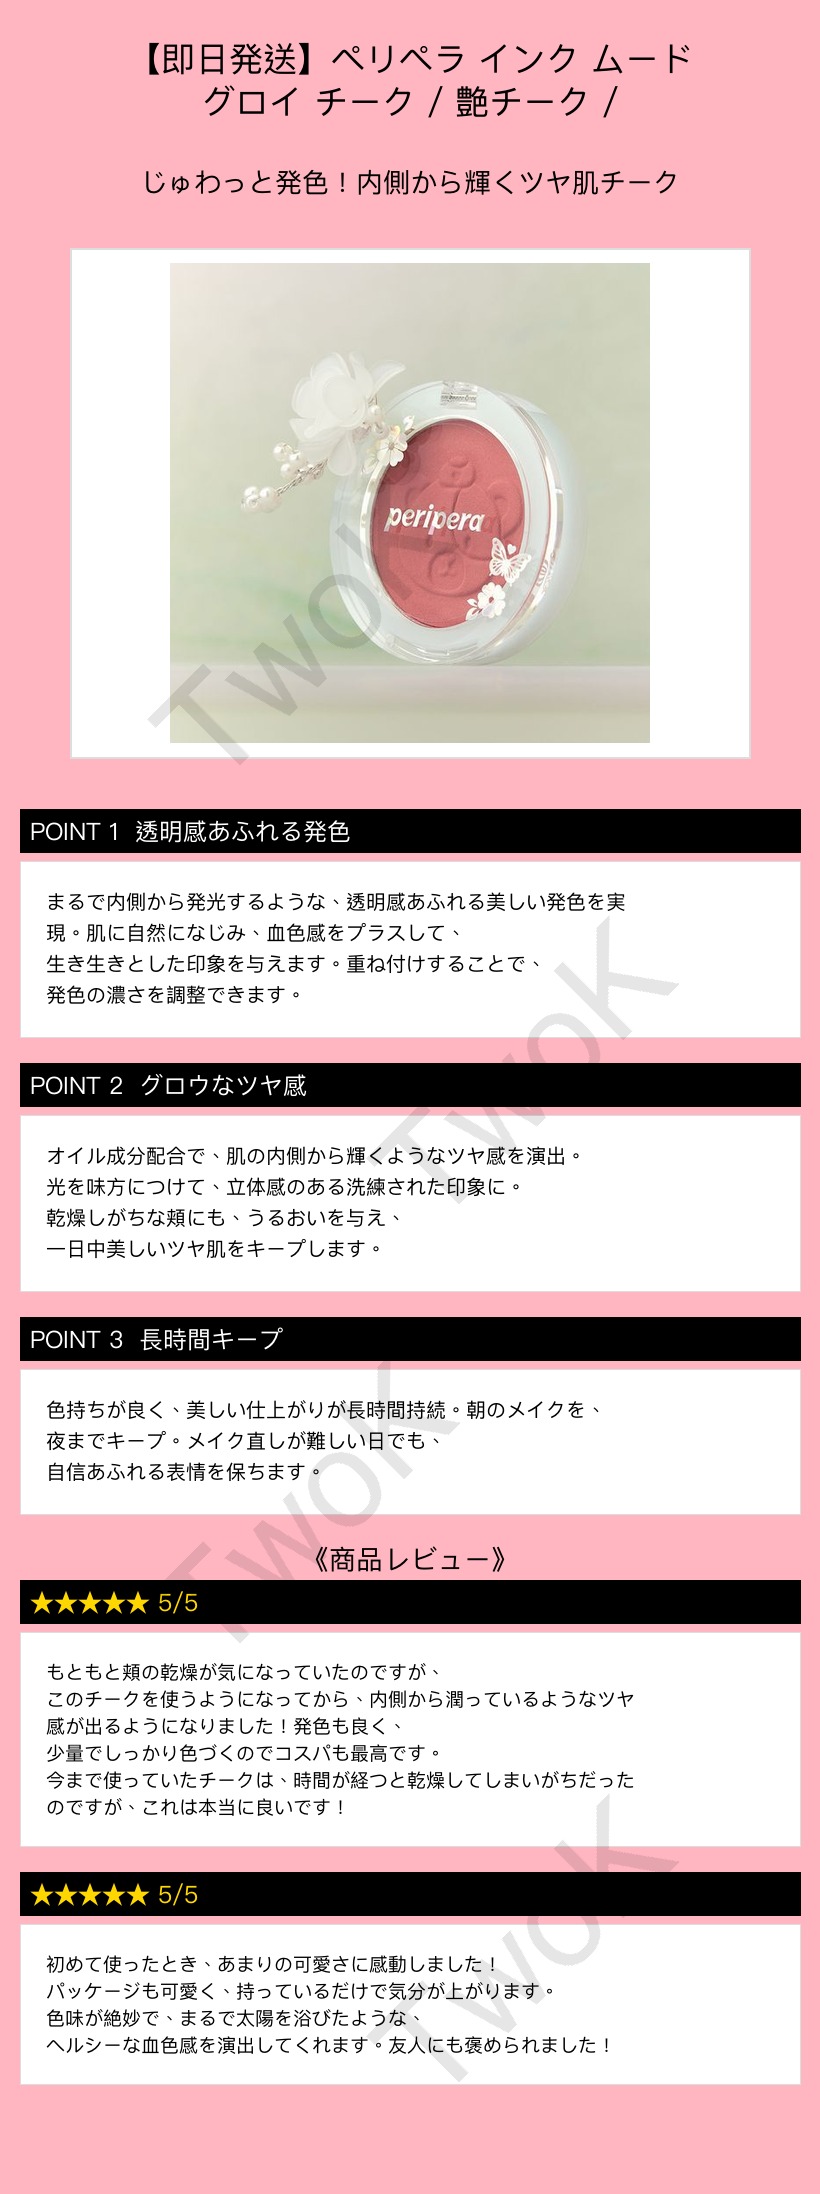 【即日発送】ペリペラ インク ムード
グロイ チーク / 艶チーク /
じゅわっと発色！内側から輝くツヤ肌チーク
peripera
TwoK
POINT 1 透明感あふれる発色
まるで内側から発光するような、透明感あふれる美しい発色を実
現。肌に自然になじみ、血色感をプラスして、
生き生きとした印象を与えます。重ね付けすることで、
発色の濃さを調整できます。
TwoK
POINT 2 グロウなツヤ感
オイル成分配合で、肌の内側から輝くようなツヤ感を演出。
光を味方につけて、立体感のある洗練された印象に。
乾燥しがちな頬にも、うるおいを与え、
一日中美しいツヤ肌をキープします。
POINT 3 長時間キープ
色持ちが良く、美しい仕上がりが長時間持続。朝のメイクを、
夜までキープ。メイク直しが難しい日でも、
自信あふれる表情を保ちます。
TwoK
《商品レビュー》
★★★★★ 5/5
もともと頬の乾燥が気になっていたのですが、
このチークを使うようになってから、内側から潤っているようなツヤ
感が出るようになりました！発色も良く、
少量でしっかり色づくのでコスパも最高です。
今まで使っていたチークは、時間が経つと乾燥してしまいがちだった
のですが、これは本当に良いです！
★★★★★ 5/5
初めて使ったとき、あまりの可愛さに感動しました！
パッケージも可愛く、持っているだけで気分が上がります。
色味が絶妙で、まるで太陽を浴びたような、
ヘルシーな血色感を演出してくれます。友人にも褒められました！
TwoK